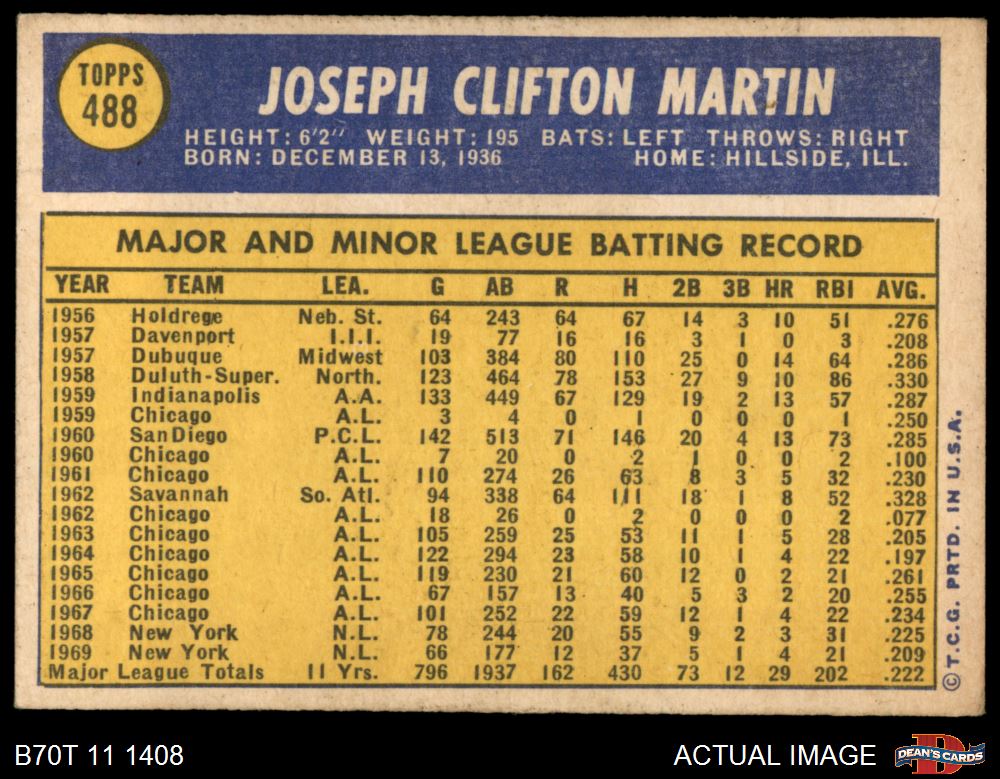 TOPPS
488
JOSEPH CLIFTON MARTIN
HEIGHT: 6'2" WEIGHT: 195 BATS: LEFT THROWS: RIGHT
BORN: DECEMBER 13, 1936 HOME: HILLSIDE, ILL.
MAJOR AND MINOR LEAGUE BATTING RECORD
YEAR TEAM LEA. G AB R H 2B 3B HR RBI AVG.
1956 Holdrege Neb. St. 64 243 64 67 14 3 10 51 .276
1957 Davenport I.I.I. 19 77 16 16 3 1 0 3 .208
1957 Dubuque Midwest 103 384 80 110 25 0 14 64 .286
1958 Duluth-Super. North. 123 464 78 153 27 9 10 86 .330
1959 Indianapolis A.A. 133 449 67 129 19 2 13 57 .287
1959 Chicago A.L. 3 4 0 1 0 0 0 1 .250
1960 San Diego P.C.L. 142 513 71 146 20 4 13 73 .285
1960 Chicago A.L. 7 20 0 2 1 0 0 2 .100
1961 Chicago A.L. 110 274 26 63 8 3 5 32 .230
1962 Savannah So. Atl. 94 338 64 111 18 1 8 52 .328
1962 Chicago A.L. 18 26 0 2 0 0 0 2 .077
1963 Chicago A.L. 105 259 25 53 11 1 5 28 .205
1964 Chicago A.L. 122 294 23 58 10 1 4 22 .197
1965 Chicago A.L. 119 230 21 60 12 0 2 21 .261
1966 Chicago A.L. 67 157 13 40 5 3 2 20 .255
1967 Chicago A.L. 101 252 22 59 12 1 4 22 .234
1968 New York N.L. 78 244 20 55 9 2 3 31 .225
1969 New York N.L. 66 177 12 37 5 1 4 21 .209
Major League Totals 11 Yrs. 796 1937 162 430 73 12 29 202 .222
© T.C.G. PRTD. IN U.S.A.
B70T 11 1408
ACTUAL IMAGE
DEAN'S CARDS